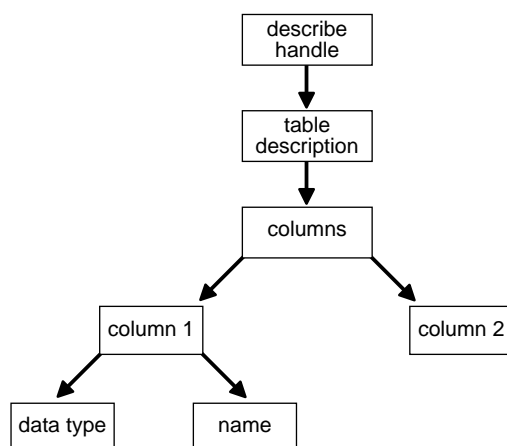 describe
handle
table
description
columns
column 1
column 2
data type
name